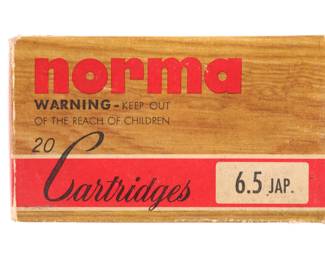 norma
WARNING-KEEP OUT
OF THE REACH OF CHILDREN
20
Cartridges
6.5 JAP.